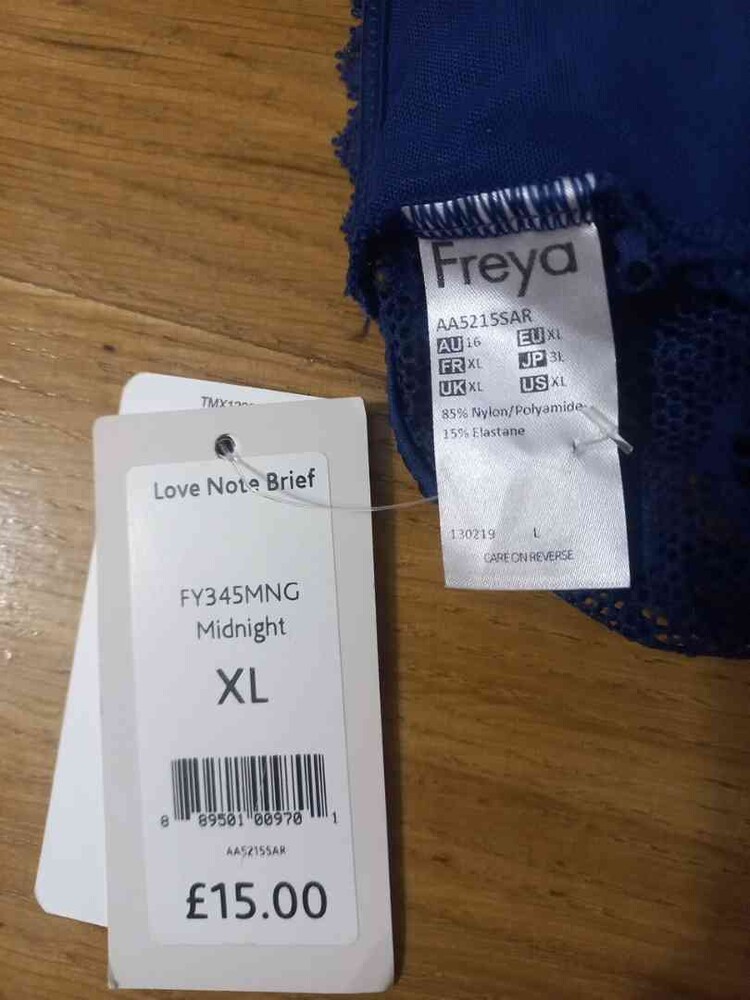 Freya
AA5215SAR
AU 16 EU XL
FR XL JP 3L
UK XL US XL
85% Nylon/Polyamide
15% Elastane
130219 L
CARE ON REVERSE
Love Note Brief
FY345MNG
Midnight
XL
8 89501 00970 1
AA5215SAR
£15.00